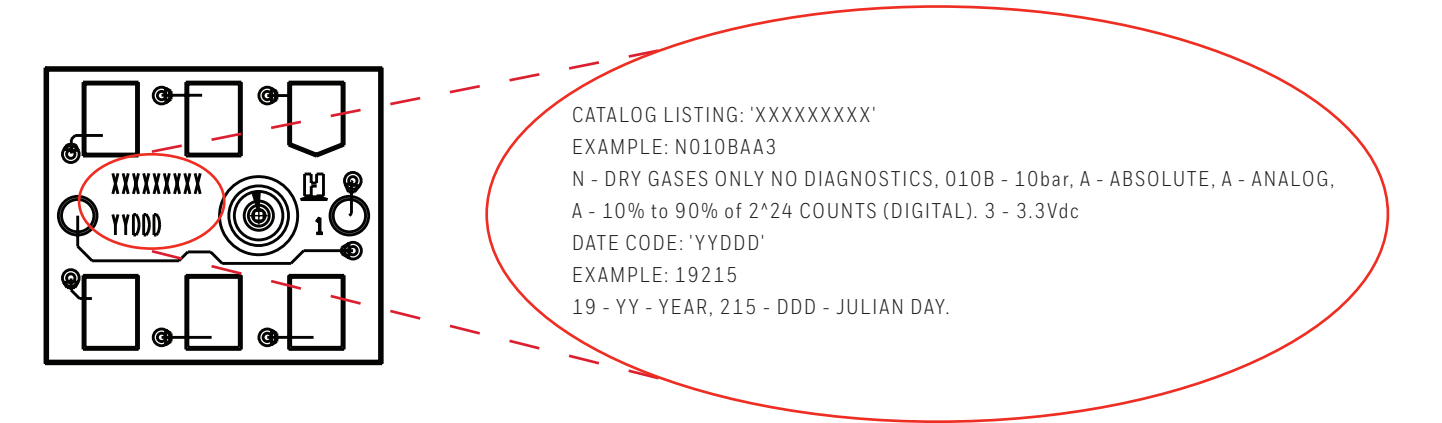 XXXXXXXXX
YYDDD
1
CATALOG LISTING: 'XXXXXXXXX'
EXAMPLE: N010BAA3
N - DRY GASES ONLY NO DIAGNOSTICS, 010B - 10bar, A - ABSOLUTE, A - ANALOG,
A - 10% to 90% of 2^24 COUNTS (DIGITAL). 3 - 3.3Vdc
DATE CODE: 'YYDDD'
EXAMPLE: 19215
19 - YY - YEAR, 215 - DDD - JULIAN DAY.